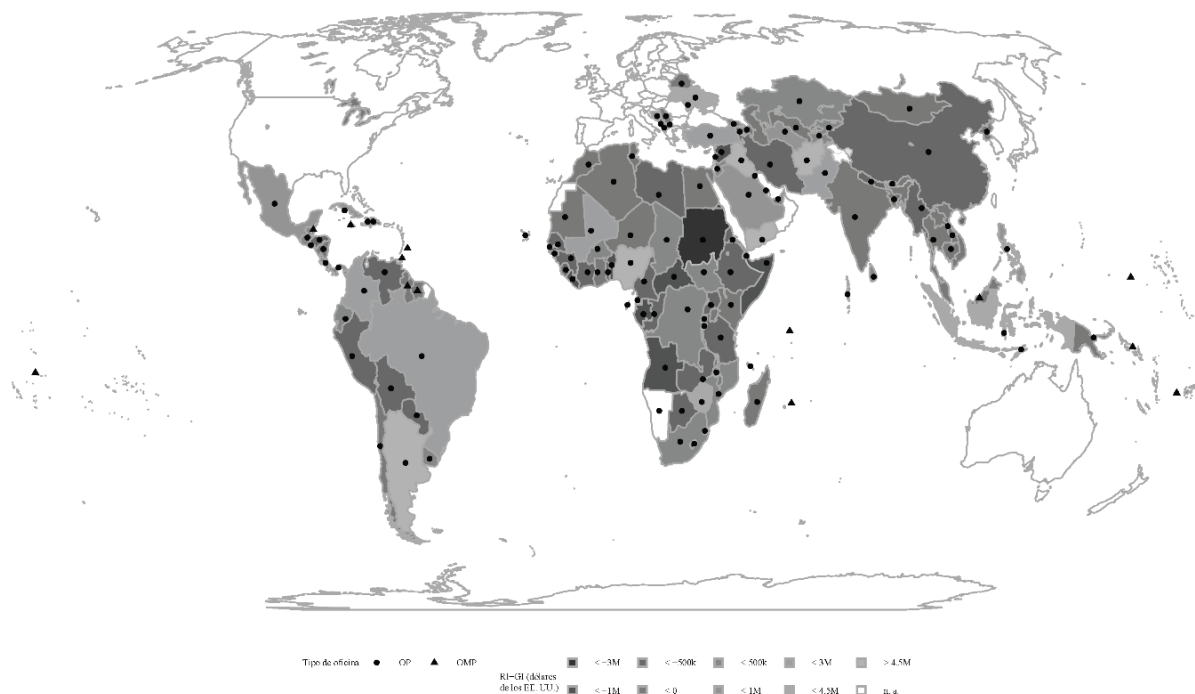 Tipo de oficina OP OMP
RI-GI (dólares de los EE. UU.)
< -3M < -500k < 500k < 3M > 4.5M
< -1M < 0 < 1M < 4.5M n. a.